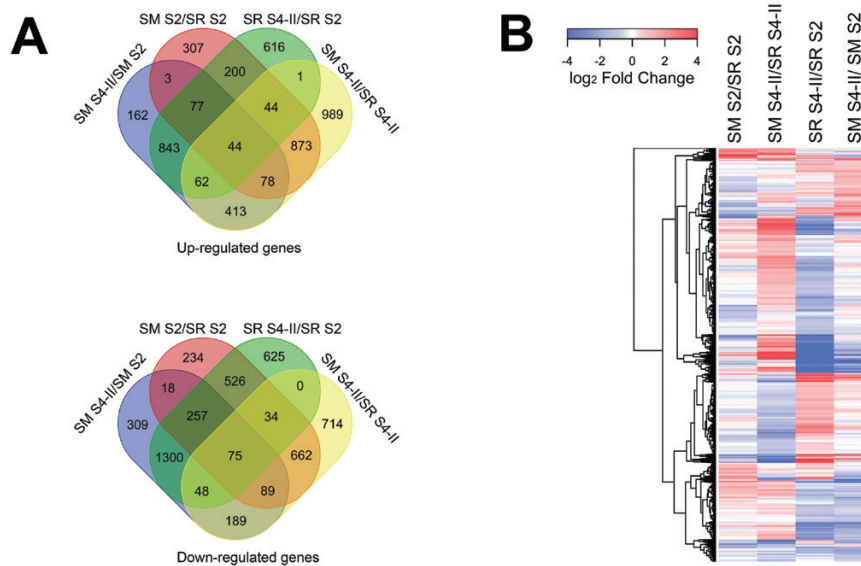 A
SM S2/SR S2
SR S4-II/SR S2
SM S4-II/SM S2
SM S4-II/SR S4-II
307
616
3
200
1
162
77
44
989
843
44
873
62
78
413
Up-regulated genes
SM S2/SR S2
SR S4-II/SR S2
SM S4-II/SM S2
SM S4-II/SR S4-II
234
625
18
526
0
309
257
34
714
1300
75
662
48
89
189
Down-regulated genes
B
-4 -2 0 2 4
log2 Fold Change
SM S2/SR S2
SM S4-II/SR S4-II
SR S4-II/SR S2
SM S4-II/ SM S2